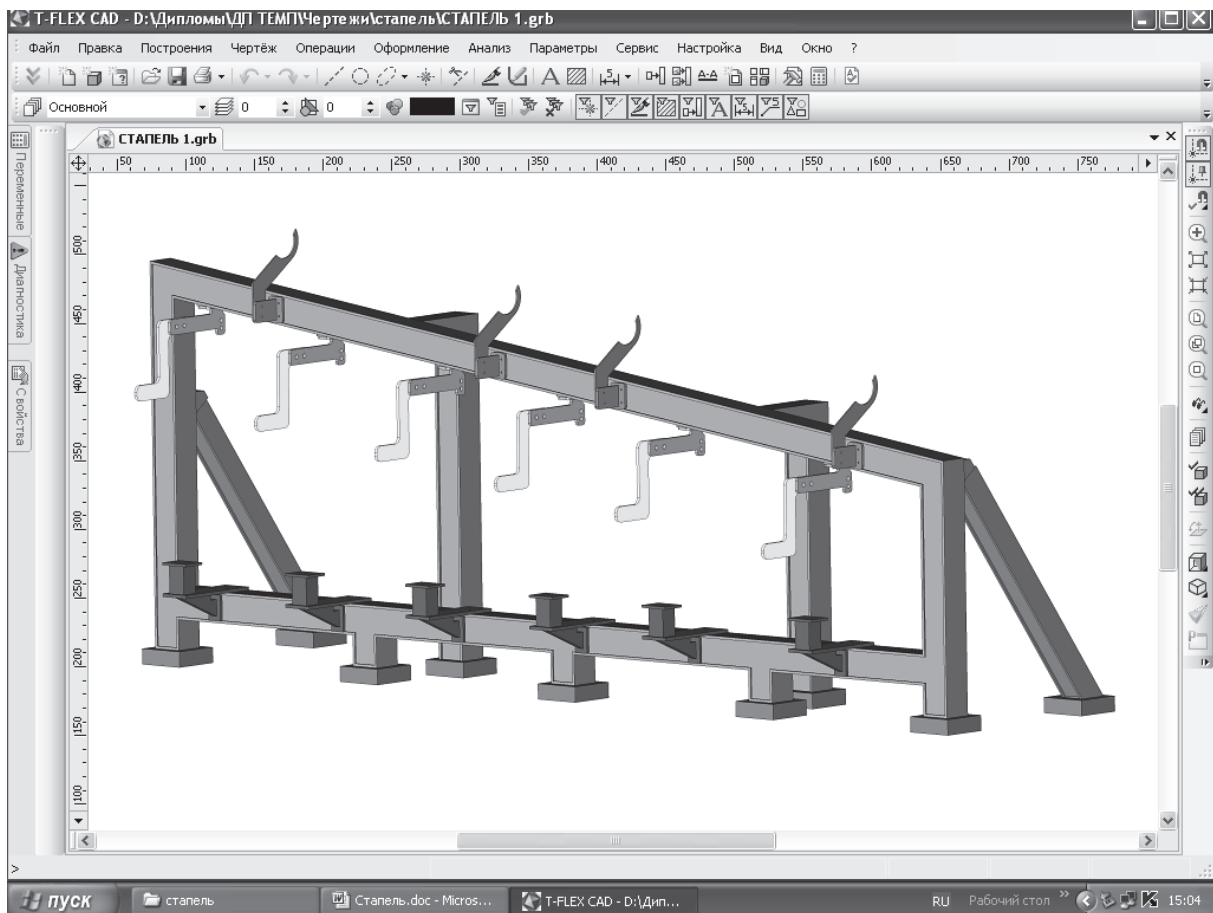 T-FLEX CAD - D:\Дипломы\ДП ТЕМП\Чертежи\стапель\СТАПЕЛЬ 1.grb
Файл Правка Построения Чертёж Операции Оформление Анализ Параметры Сервис Настройка Вид Окно ?
Основной 0 0
СТАПЕЛЬ 1.grb
50 100 150 200 250 300 350 400 450 500 550 600 650 700 750
Переменные
Диагностика
Свойства
500
450
400
350
300
250
200
150
100
>
пуск стапель Стапель.doc - Micros... T-FLEX CAD - D:\Дип... RU Рабочий стол » 15:04